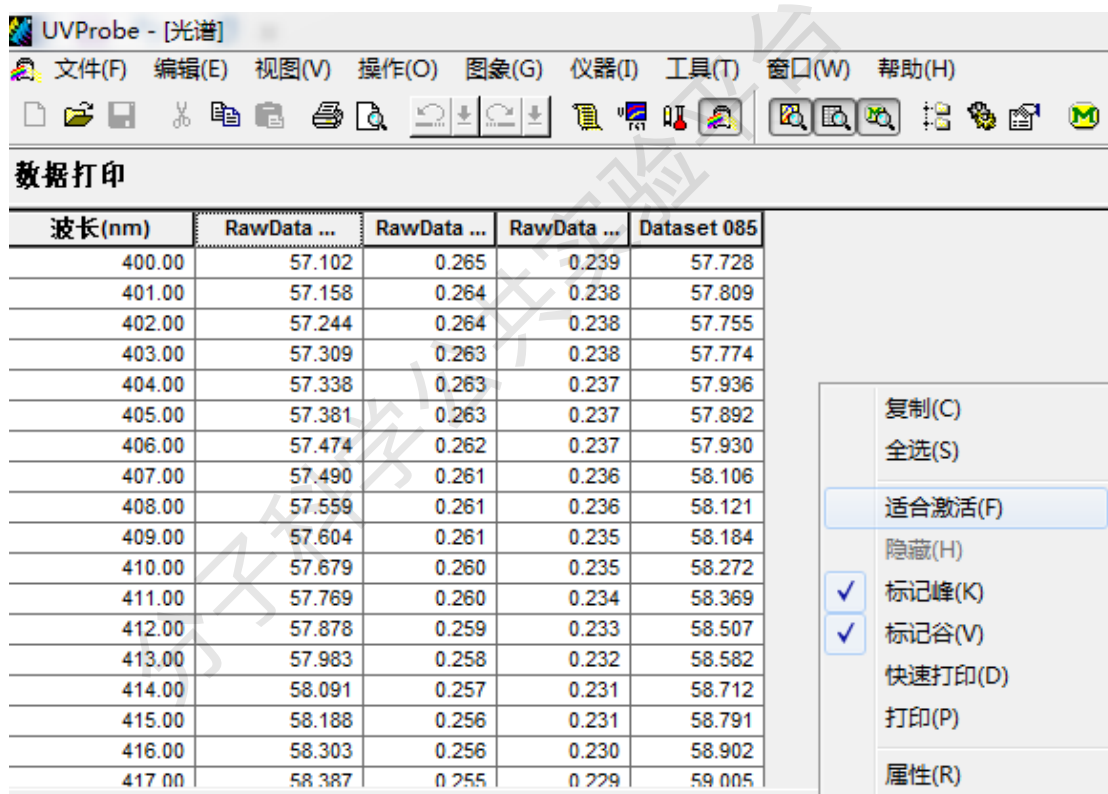 UVProbe - [光谱]
文件(F) 编辑(E) 视图(V) 操作(O) 图象(G) 仪器(I) 工具(T) 窗口(W) 帮助(H)
数据打印
波长(nm) RawData ... RawData ... RawData ... Dataset 085
400.00 57.102 0.265 0.239 57.728
401.00 57.158 0.264 0.238 57.809
402.00 57.244 0.264 0.238 57.755
403.00 57.309 0.263 0.238 57.774
404.00 57.338 0.263 0.237 57.936
405.00 57.381 0.263 0.237 57.892
406.00 57.474 0.262 0.237 57.930
407.00 57.490 0.261 0.236 58.106
408.00 57.559 0.261 0.236 58.121
409.00 57.604 0.261 0.235 58.184
410.00 57.679 0.260 0.235 58.272
411.00 57.769 0.260 0.234 58.369
412.00 57.878 0.259 0.233 58.507
413.00 57.983 0.258 0.232 58.582
414.00 58.091 0.257 0.231 58.712
415.00 58.188 0.256 0.231 58.791
416.00 58.303 0.256 0.230 58.902
417.00 58.387 0.255 0.229 59.005
复制(C)
全选(S)
适合激活(F)
隐藏(H)
标记峰(K)
标记谷(V)
快速打印(D)
打印(P)
属性(R)
分子科学公共实验平台